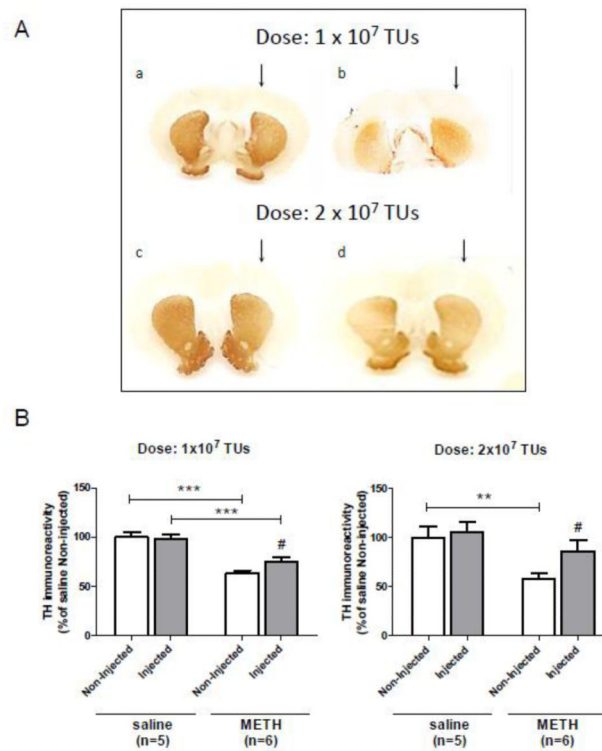 A
Dose: 1 x 10⁷ TUs
a
b
Dose: 2 x 10⁷ TUs
c
d
B
Dose: 1x10⁷ TUs
TH immunoreactivity
(% of saline Non-injected)
150
100
50
0
***
***
#
Non-Injected
Injected
Non-Injected
Injected
saline
(n=5)
METH
(n=6)
Dose: 2x10⁷ TUs
TH immunoreactivity
(% of saline Non-injected)
150
100
50
0
**
#
Non-Injected
Injected
Non-Injected
Injected
saline
(n=5)
METH
(n=6)